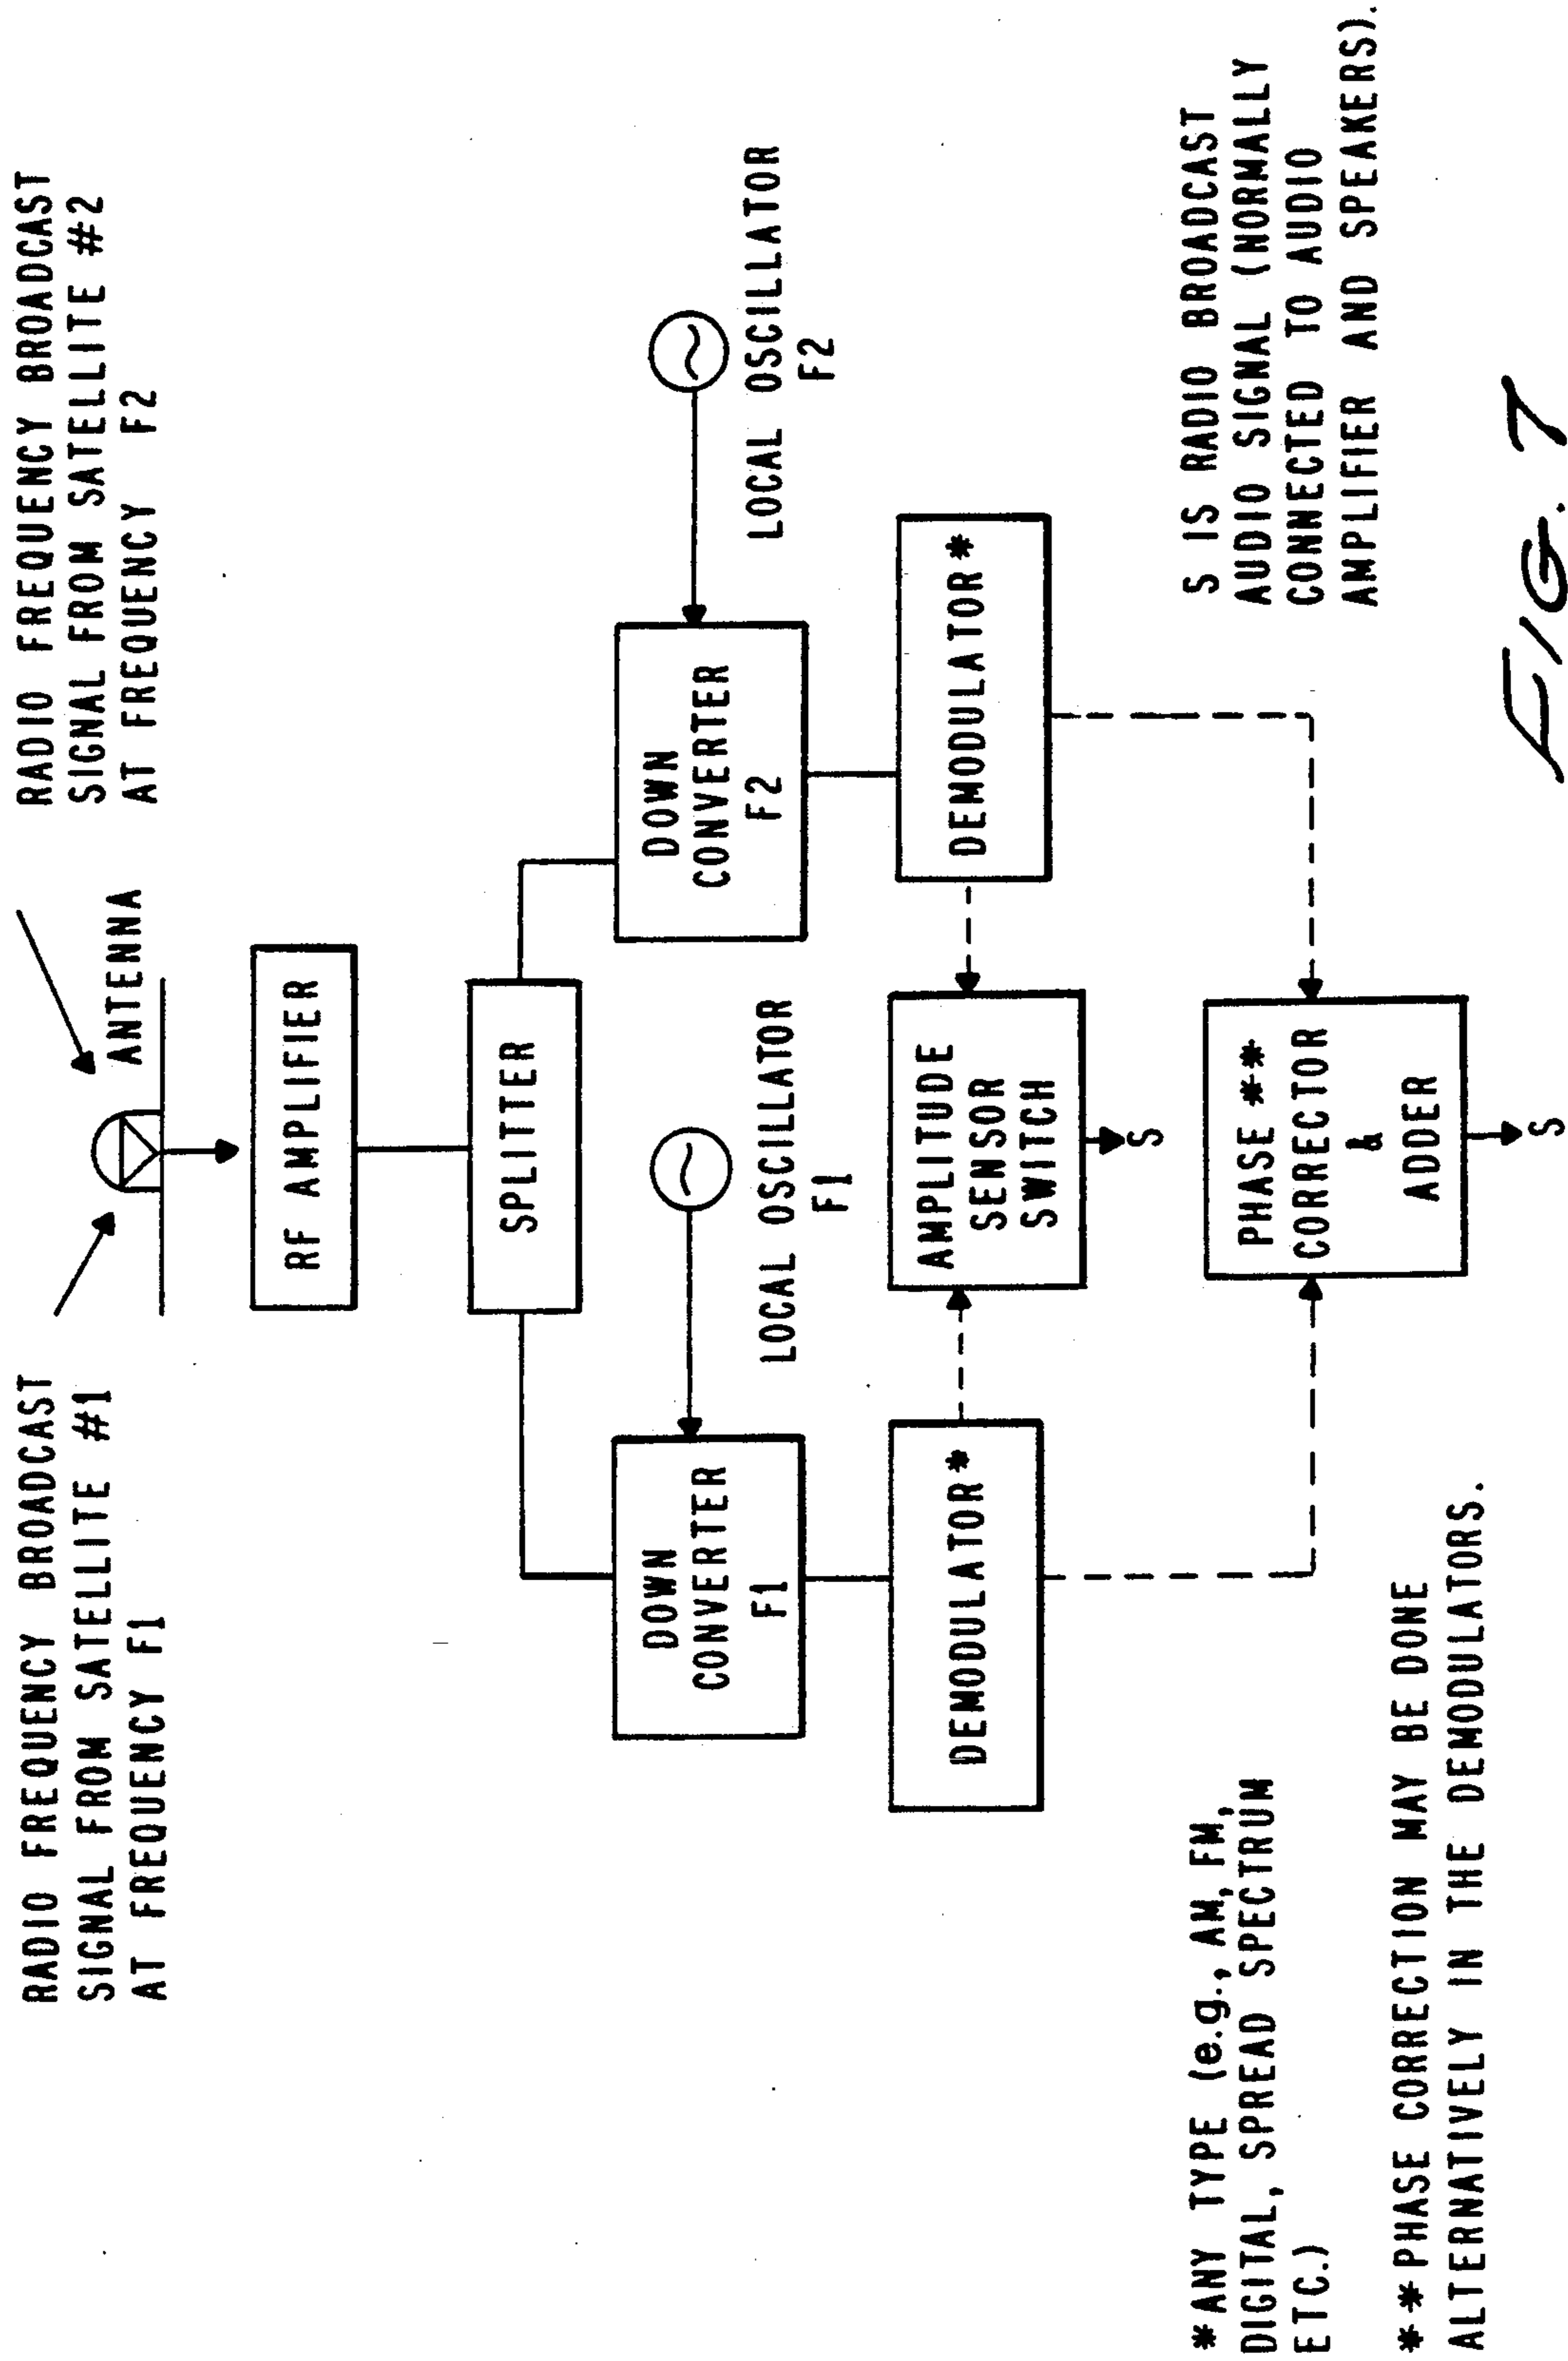 RADIO FREQUENCY BROADCAST
SIGNAL FROM SATELLITE #1
AT FREQUENCY F1
RADIO FREQUENCY BROADCAST
SIGNAL FROM SATELLITE #2
AT FREQUENCY F2
ANTENNA
RF AMPLIFIER
SPLITTER
DOWN
CONVERTER
F1
LOCAL OSCILLATOR
F1
DOWN
CONVERTER
F2
LOCAL OSCILLATOR
F2
DEMODULATOR*
AMPLITUDE
SENSOR
SWITCH
S
DEMODULATOR*
PHASE **
CORRECTOR
&
ADDER
S
*ANY TYPE (e.g., AM, FM,
DIGITAL, SPREAD SPECTRUM
ETC.)
**PHASE CORRECTION MAY BE DONE
ALTERNATIVELY IN THE DEMODULATORS.
S IS RADIO BROADCAST
AUDIO SIGNAL (NORMALLY
CONNECTED TO AUDIO
AMPLIFIER AND SPEAKERS).
FIG. 7